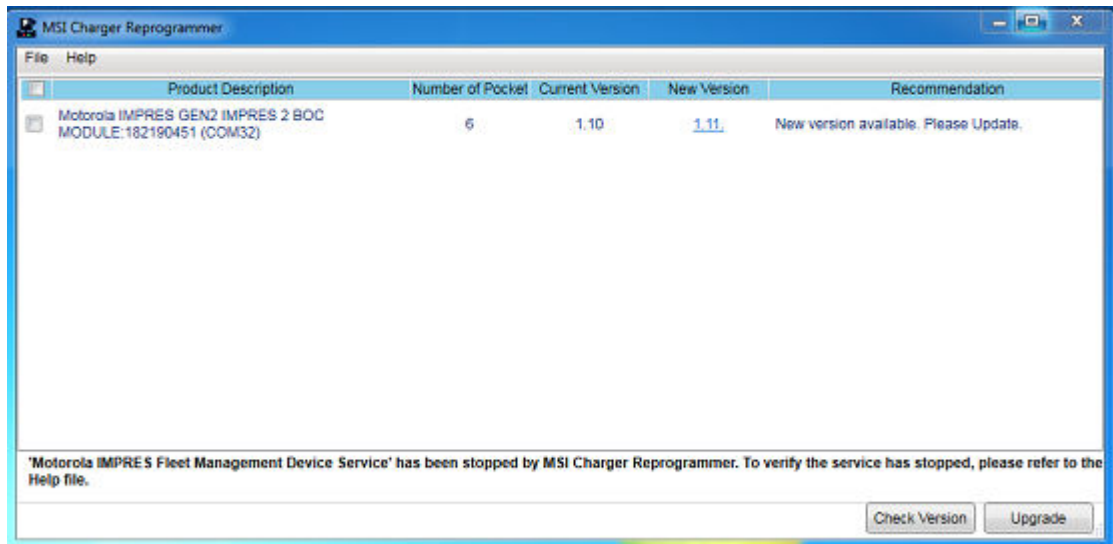 MSI Charger Reprogrammer
File Help
Product Description Number of Pocket Current Version New Version Recommendation
Motorola IMPRES GEN2 IMPRES 2 BOC
MODULE:182190451 (COM32) 6 1.10 1.11. New version available. Please Update.
'Motorola IMPRES Fleet Management Device Service' has been stopped by MSI Charger Reprogrammer. To verify the service has stopped, please refer to the
Help file.
Check Version Upgrade